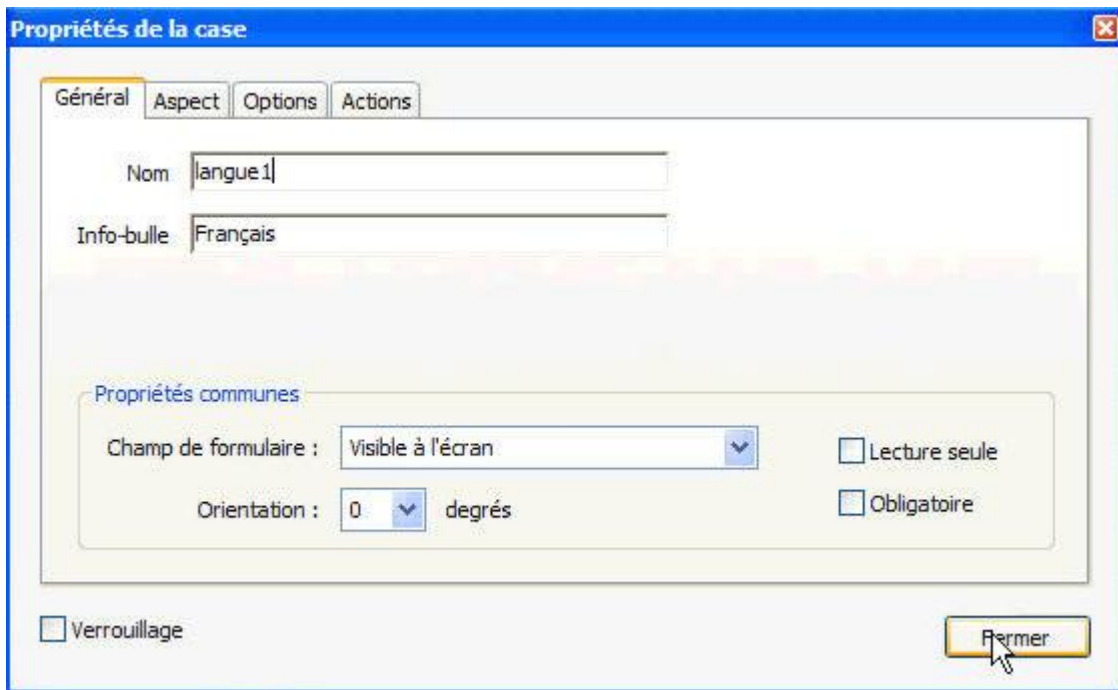 Propriétés de la case
Général Aspect Options Actions
Nom langue1
Info-bulle Français
Propriétés communes
Champ de formulaire : Visible à l'écran Lecture seule
Orientation : 0 degrés Obligatoire
Verrouillage Fermer